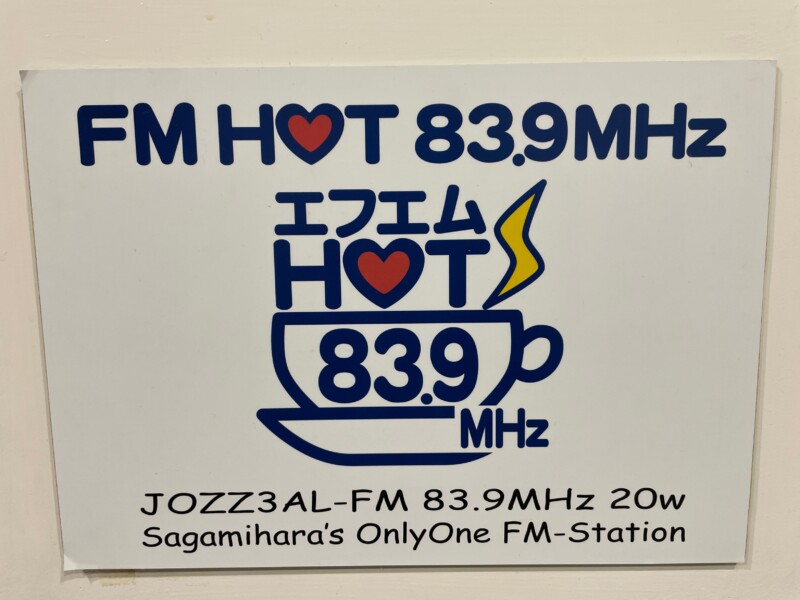 FM HOT 83.9MHz
エフエム
HOT
83.9
MHz
JOZZ3AL-FM 83.9MHz 20w
Sagamihara's OnlyOne FM-Station